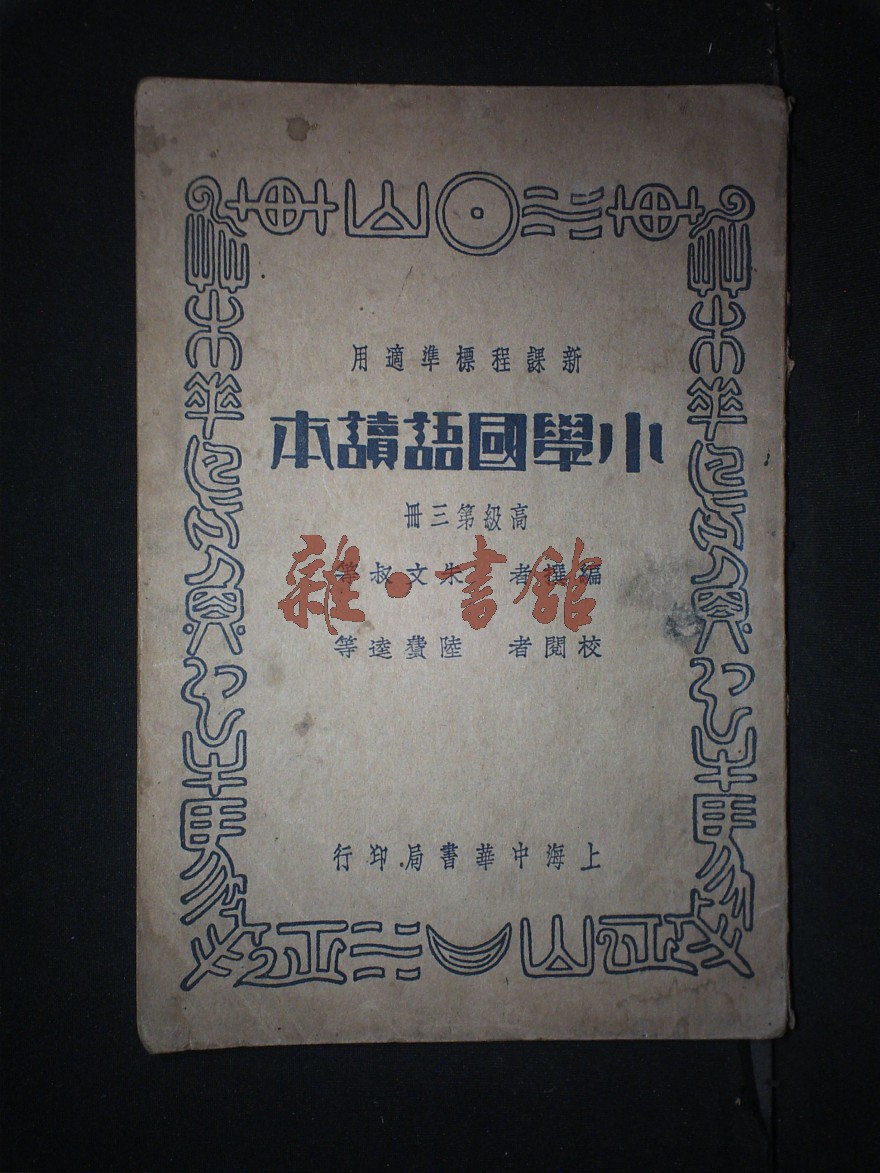 新課程標準適用
小學國語讀本
高級第三冊
編撰者 朱文叔等
校閱者 陸費逵等
上海中華書局印行
雜·書館